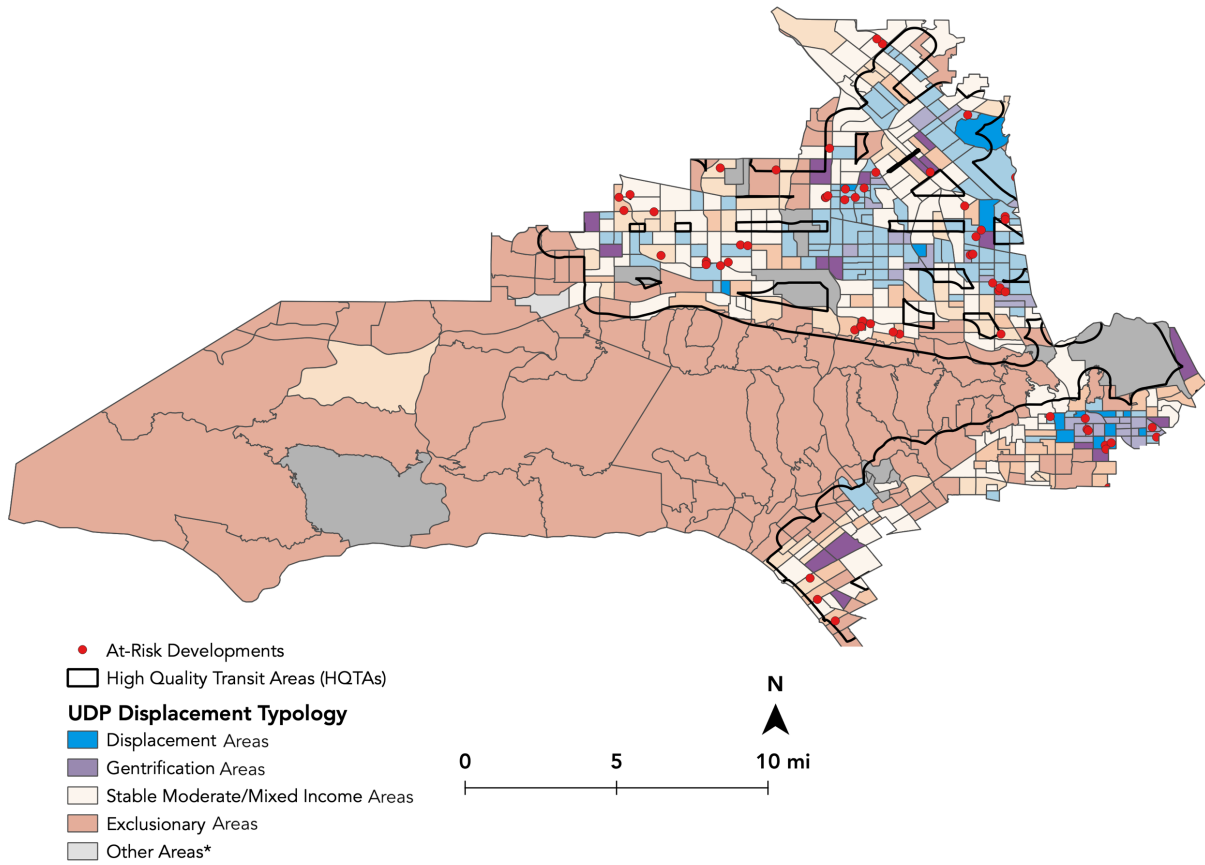 At-Risk Developments
High Quality Transit Areas (HQTAs)
UDP Displacement Typology
Displacement Areas
Gentrification Areas
Stable Moderate/Mixed Income Areas
Exclusionary Areas
Other Areas*
N
0 5 10 mi